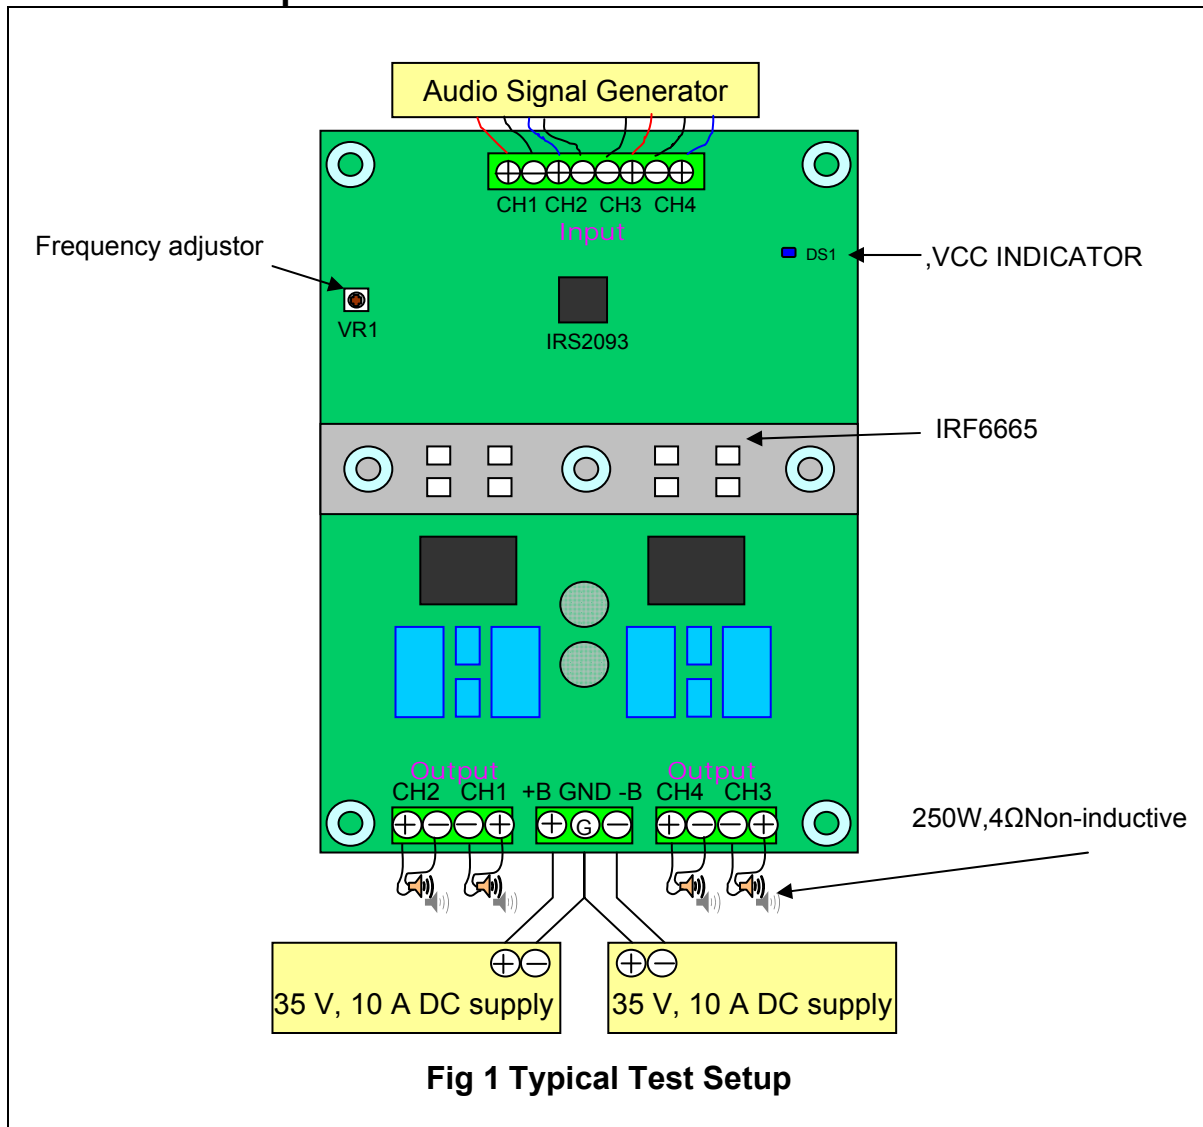 Audio Signal Generator
CH1 CH2 CH3 CH4
Input
Frequency adjustor
DS1
,VCC INDICATOR
VR1
IRS2093
IRF6665
Output
Output
CH2 CH1 +B GND -B CH4 CH3
G
250W,4ΩNon-inductive
35 V, 10 A DC supply
35 V, 10 A DC supply
Fig 1 Typical Test Setup